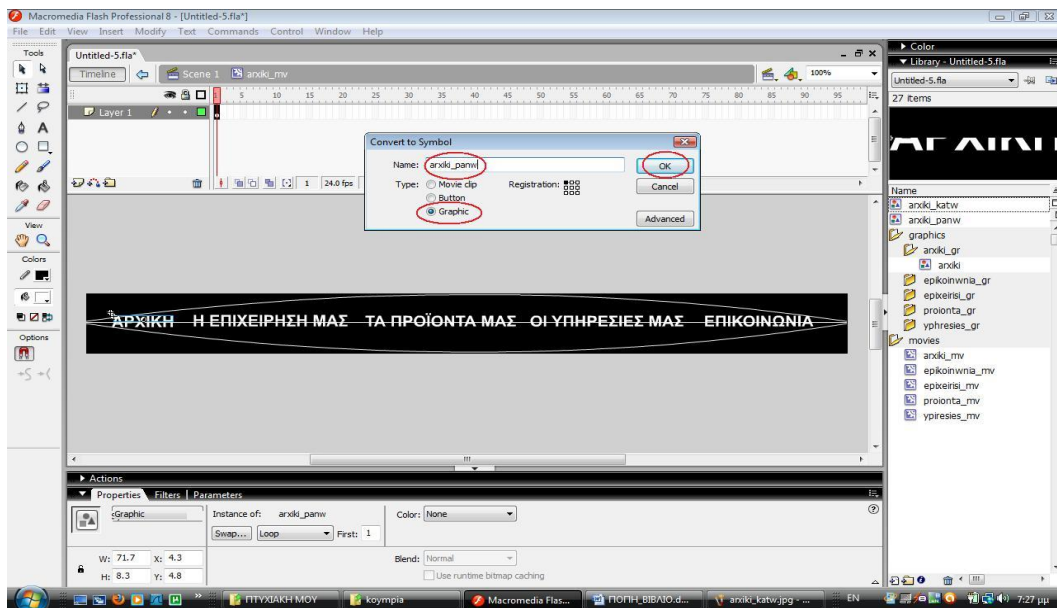 Macromedia Flash Professional 8 - [Untitled-5.fla*]
File Edit View Insert Modify Text Commands Control Window Help
Tools
View
Colors
Options
Untitled-5.fla*
Timeline Scene 1 arxiki_mv 100%
1 5 10 15 20 25 30 35 40 45 50 55 60 65 70 75 80 85 90 95
Layer 1
1 24.0 fps
Convert to Symbol
Name: arxiki_panw OK
Type: Movie clip Registration: Cancel
Button
Graphic Advanced
ΑΡΧΙΚΗ Η ΕΠΙΧΕΙΡΗΣΗ ΜΑΣ ΤΑ ΠΡΟΪΟΝΤΑ ΜΑΣ ΟΙ ΥΠΗΡΕΣΙΕΣ ΜΑΣ ΕΠΙΚΟΙΝΩΝΙΑ
Color
Library - Untitled-5.fla
Untitled-5.fla
27 items
Name
arxiki_katw
arxiki_panw
graphics
arxiki_gr
arxiki
epikoinwnia_gr
epixeirisi_gr
proionta_gr
yphresies_gr
movies
arxiki_mv
epikoinwnia_mv
epixeirisi_mv
proionta_mv
ypiresies_mv
Actions
Properties Filters Parameters
Graphic Instance of: arxiki_panw Color: None
Swap... Loop First: 1
W: 71.7 X: 4.3 Blend: Normal
H: 8.3 Y: 4.8 Use runtime bitmap caching
ΠΤΥΧΙΑΚΗ ΜΟΥ koympia Macromedia Flas... ΠΟΠΗ_ΒΙΒΛΙΟ.d... arxiki_katw.jpg - ... EN 7:27 μμ